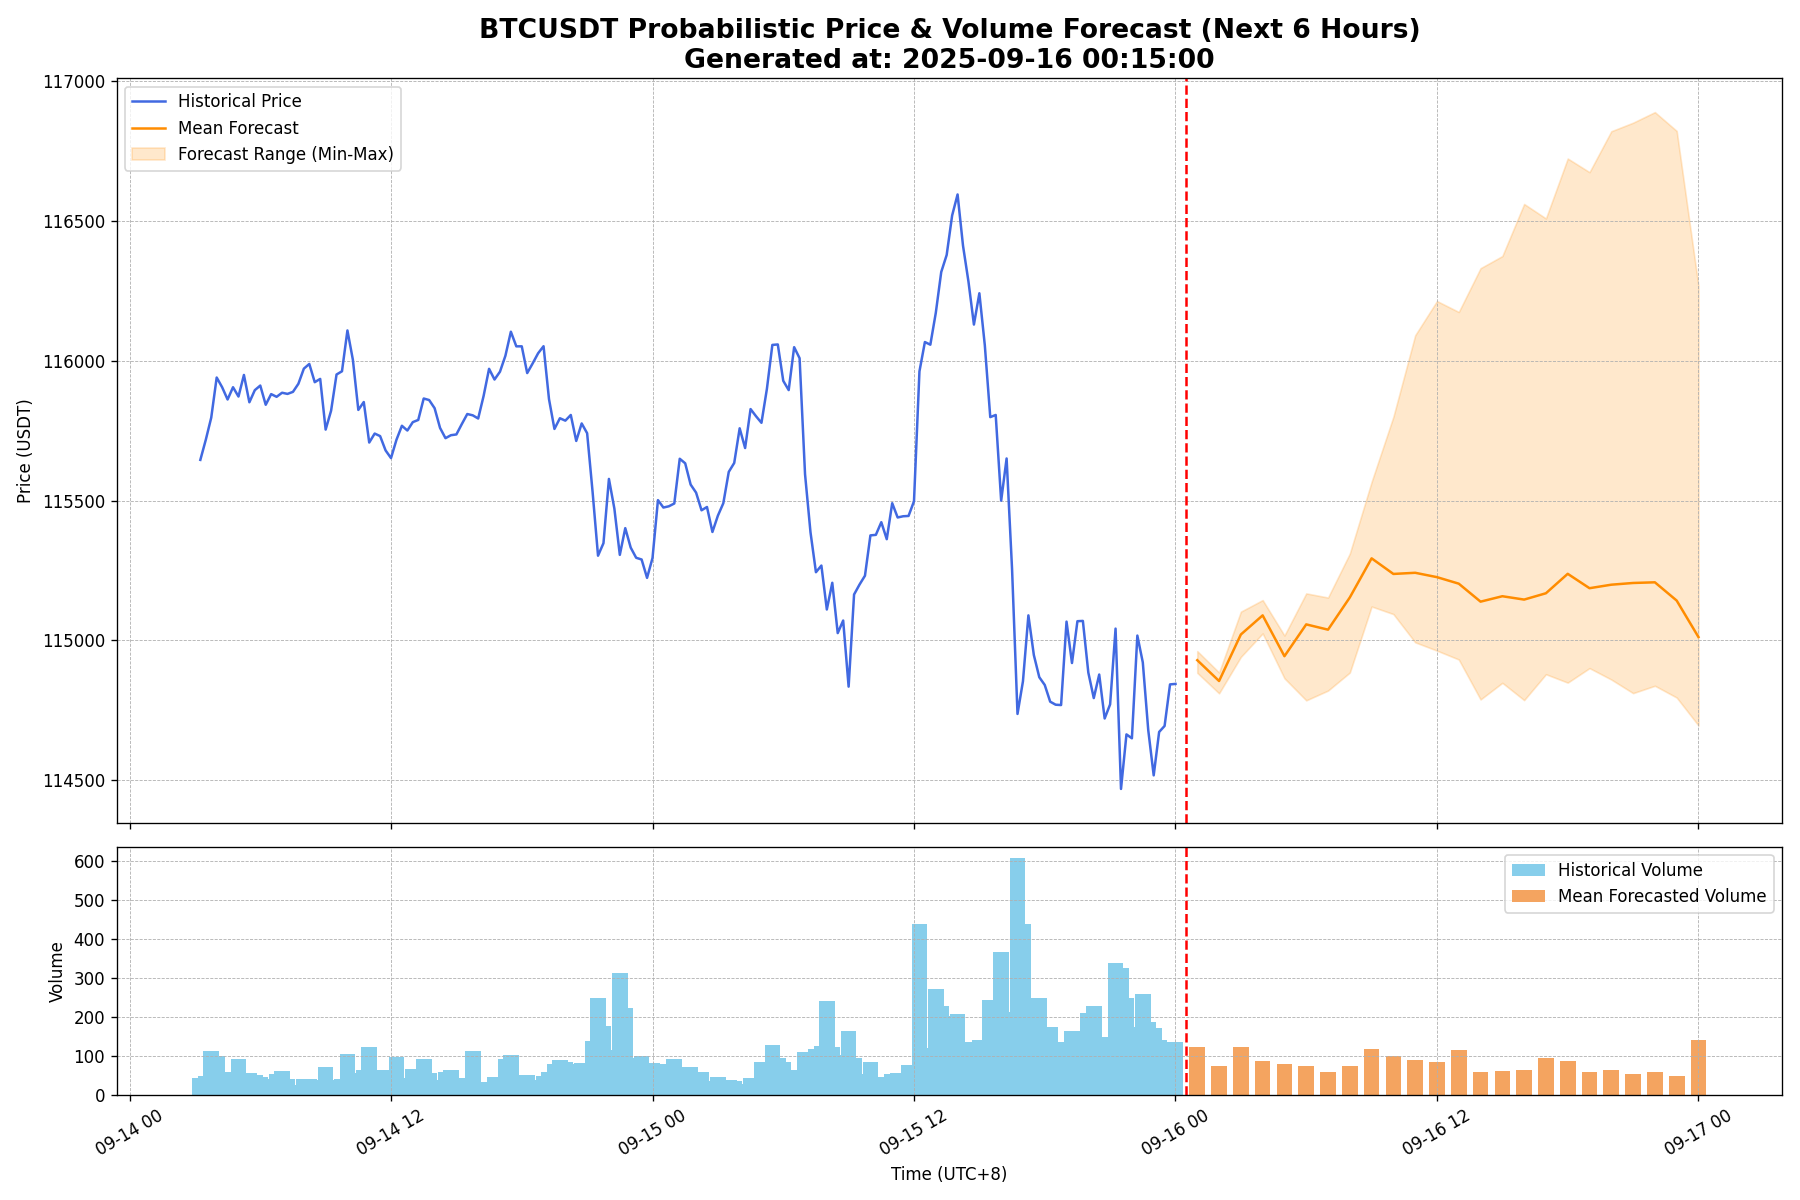 BTCUSDT Probabilistic Price & Volume Forecast (Next 6 Hours)
Generated at: 2025-09-16 00:15:00
Historical Price
Mean Forecast
Forecast Range (Min-Max)
Price (USDT)
117000
116500
116000
115500
115000
114500
Historical Volume
Mean Forecasted Volume
Volume
600
500
400
300
200
100
0
09-14 00
09-14 12
09-15 00
09-15 12
09-16 00
09-16 12
09-17 00
Time (UTC+8)